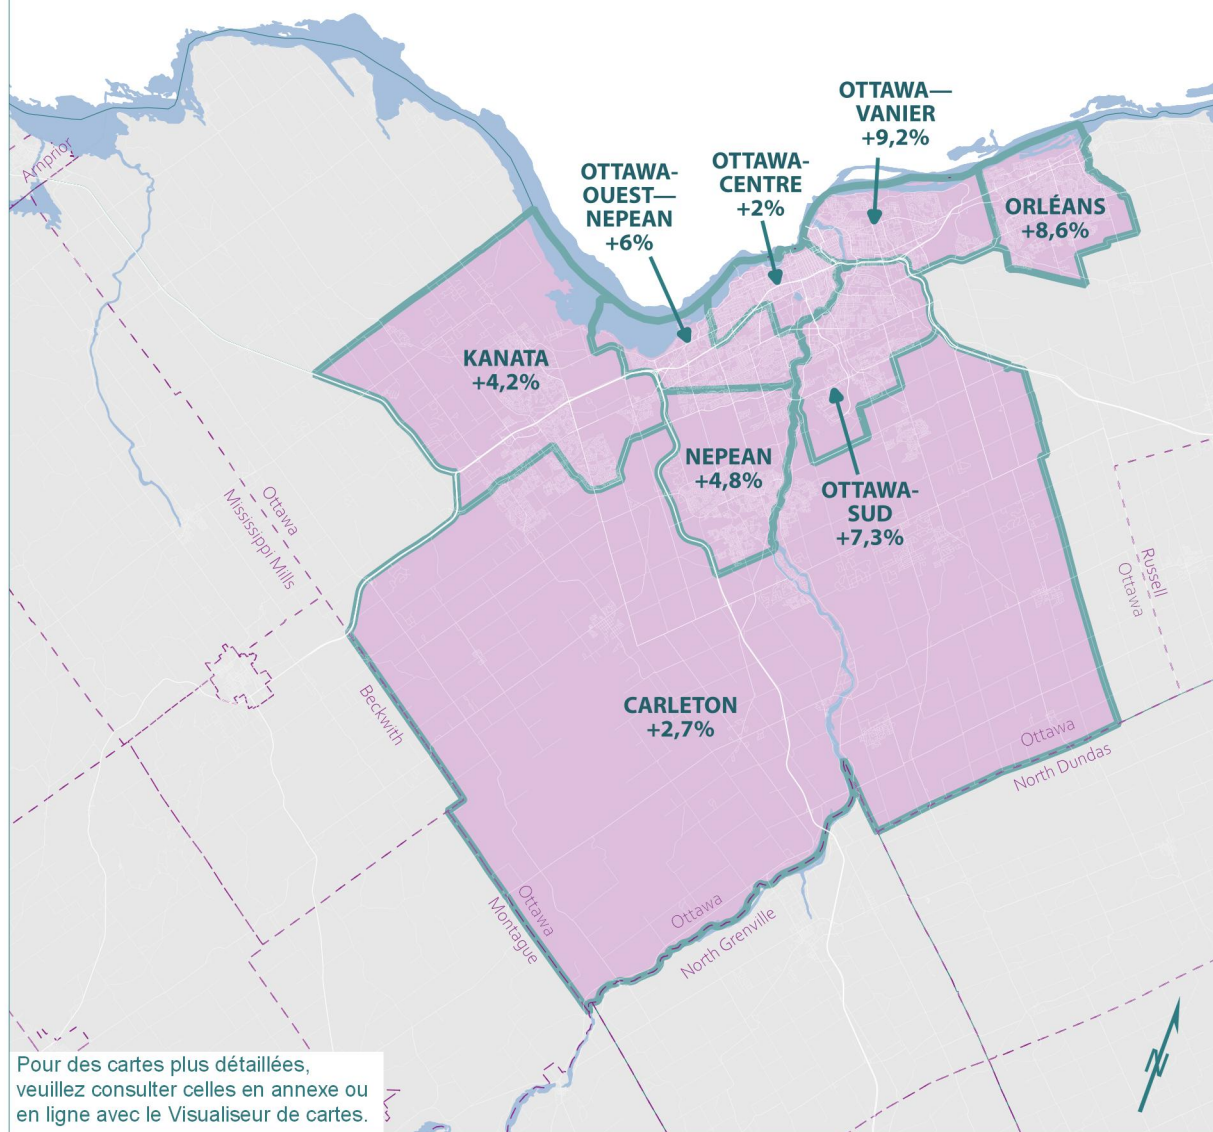 OTTAWA—
VANIER
+9,2%
OTTAWA-
CENTRE
+2%
OTTAWA-
OUEST—
NEPEAN
+6%
ORLÉANS
+8,6%
Arnprior
KANATA
+4,2%
NEPEAN
+4,8%
OTTAWA-
SUD
+7,3%
Ottawa
Mississippi Mills
Russell
Ottawa
CARLETON
+2,7%
Beckwith
Ottawa
North Dundas
Ottawa
Montague
Ottawa
North Grenville
Pour des cartes plus détaillées,
veuillez consulter celles en annexe ou
en ligne avec le Visualiseur de cartes.
N